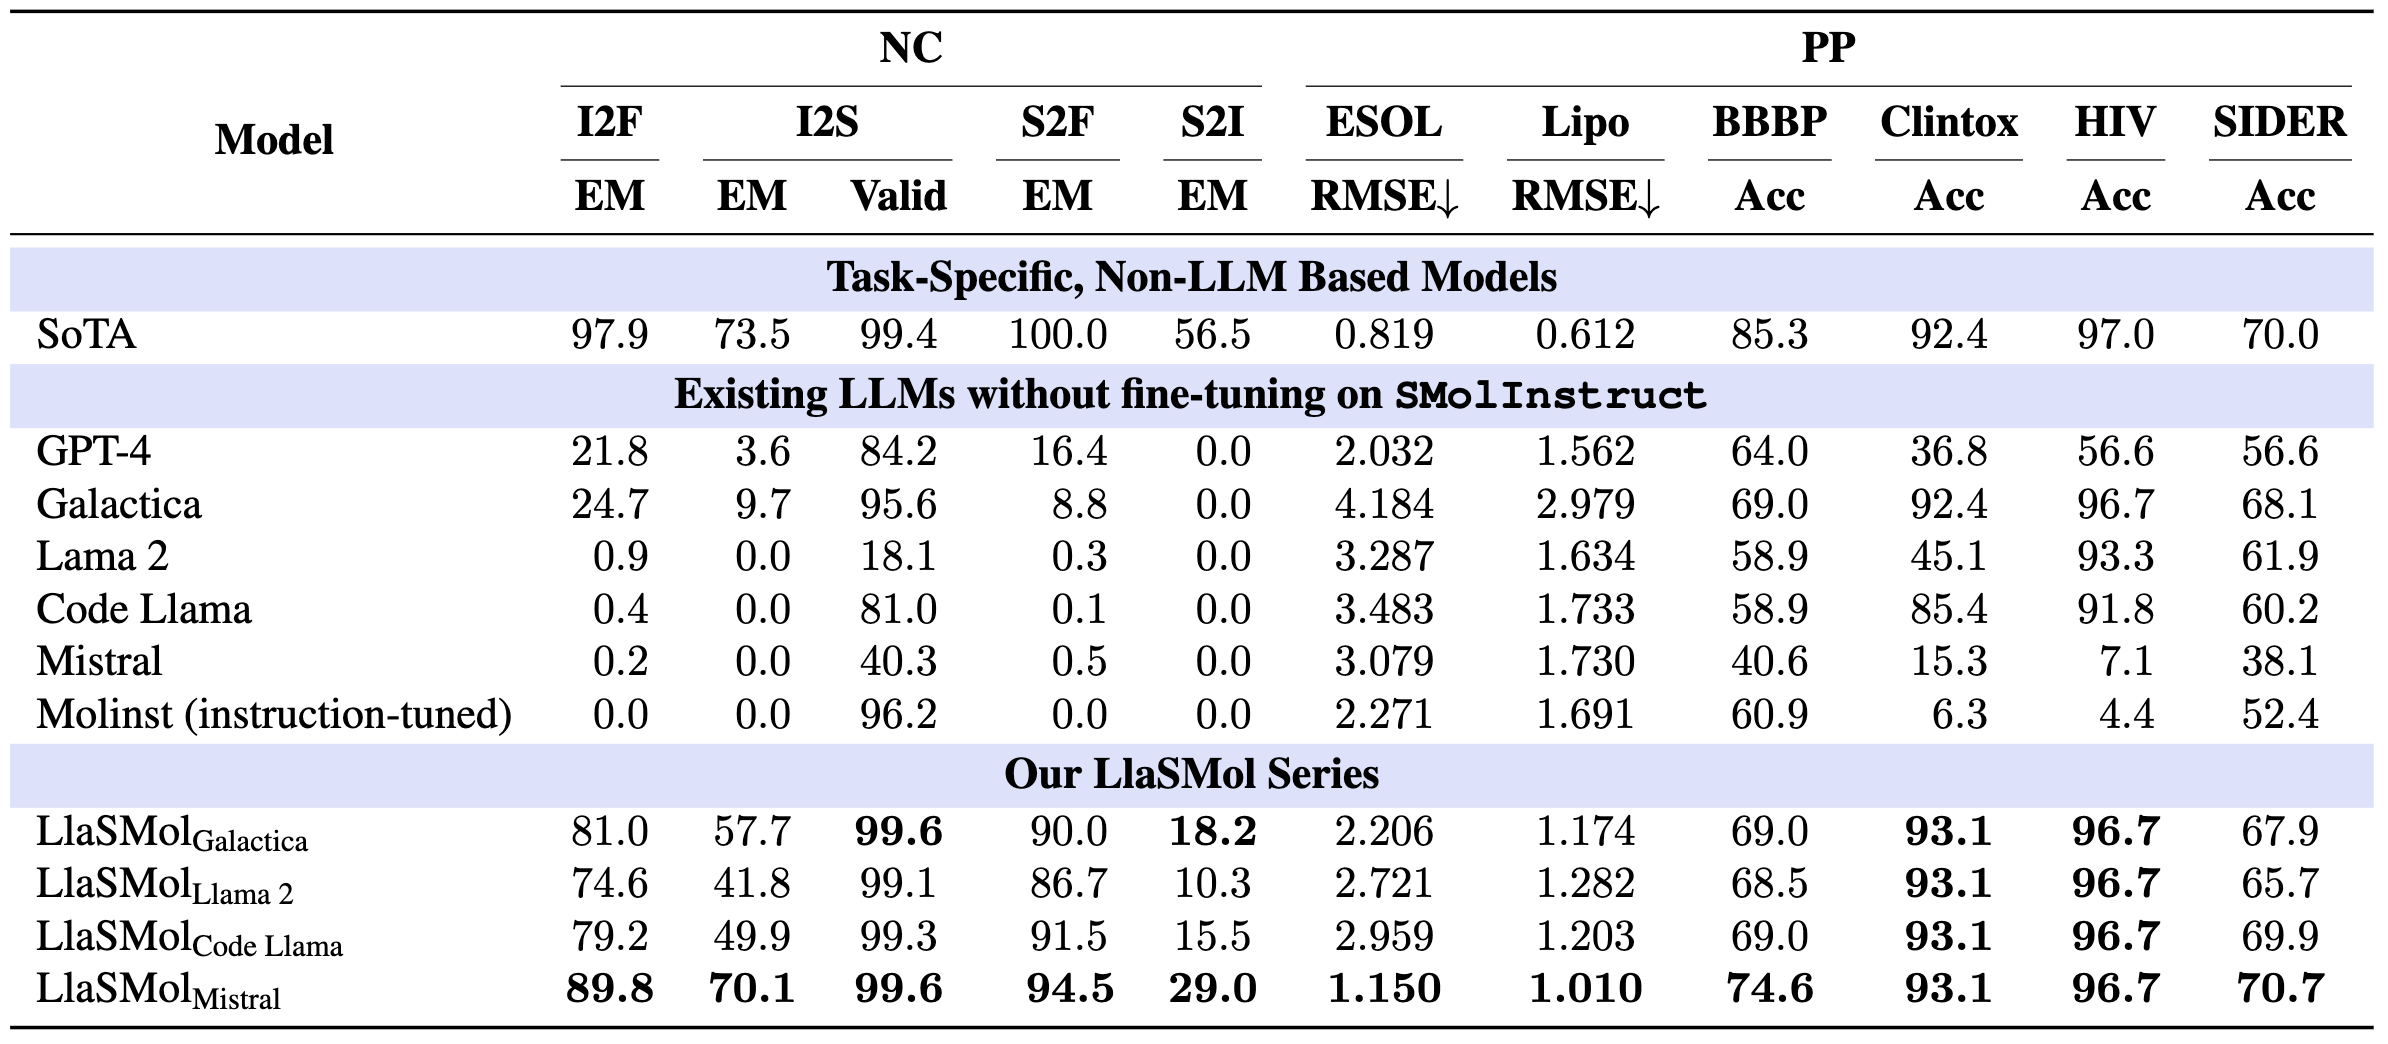 NC PP
Model I2F I2S S2F S2I ESOL Lipo BBBP Clintox HIV SIDER
EM EM Valid EM EM RMSE↓ RMSE↓ Acc Acc Acc Acc
Task-Specific, Non-LLM Based Models
SoTA 97.9 73.5 99.4 100.0 56.5 0.819 0.612 85.3 92.4 97.0 70.0
Existing LLMs without fine-tuning on SMolInstruct
GPT-4 21.8 3.6 84.2 16.4 0.0 2.032 1.562 64.0 36.8 56.6 56.6
Galactica 24.7 9.7 95.6 8.8 0.0 4.184 2.979 69.0 92.4 96.7 68.1
Lama 2 0.9 0.0 18.1 0.3 0.0 3.287 1.634 58.9 45.1 93.3 61.9
Code Llama 0.4 0.0 81.0 0.1 0.0 3.483 1.733 58.9 85.4 91.8 60.2
Mistral 0.2 0.0 40.3 0.5 0.0 3.079 1.730 40.6 15.3 7.1 38.1
Molinst (instruction-tuned) 0.0 0.0 96.2 0.0 0.0 2.271 1.691 60.9 6.3 4.4 52.4
Our LlaSMol Series
LlaSMol Galactica 81.0 57.7 99.6 90.0 18.2 2.206 1.174 69.0 93.1 96.7 67.9
LlaSMol Llama 2 74.6 41.8 99.1 86.7 10.3 2.721 1.282 68.5 93.1 96.7 65.7
LlaSMol Code Llama 79.2 49.9 99.3 91.5 15.5 2.959 1.203 69.0 93.1 96.7 69.9
LlaSMol Mistral 89.8 70.1 99.6 94.5 29.0 1.150 1.010 74.6 93.1 96.7 70.7